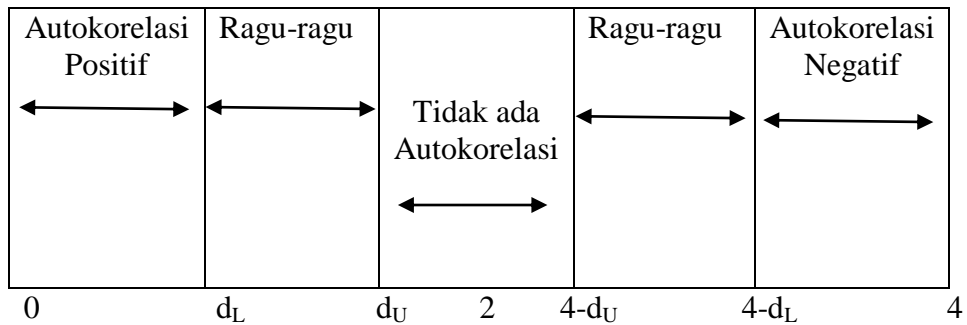 Autokorelasi
Positif
Ragu-ragu
Tidak ada
Autokorelasi
Ragu-ragu
Autokorelasi
Negatif
0 dL dU 2 4-dU 4-dL 4